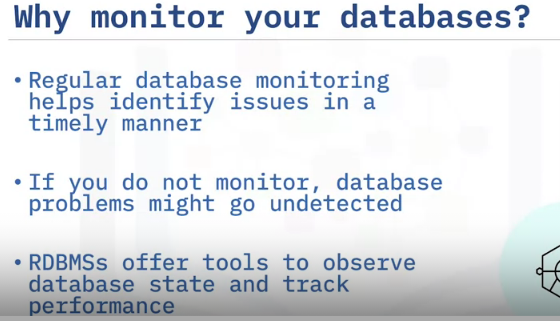 Why monitor your databases?
• Regular database monitoring
helps identify issues in a
timely manner
• If you do not monitor, database
problems might go undetected
• RDBMSs offer tools to observe
database state and track
performance